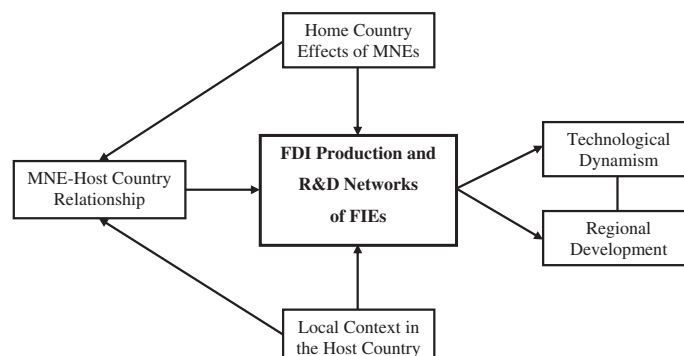 Home Country
Effects of MNEs
FDI Production and
R&D Networks
of FIEs
Technological
Dynamism
MNE-Host Country
Relationship
Regional
Development
Local Context in
the Host Country